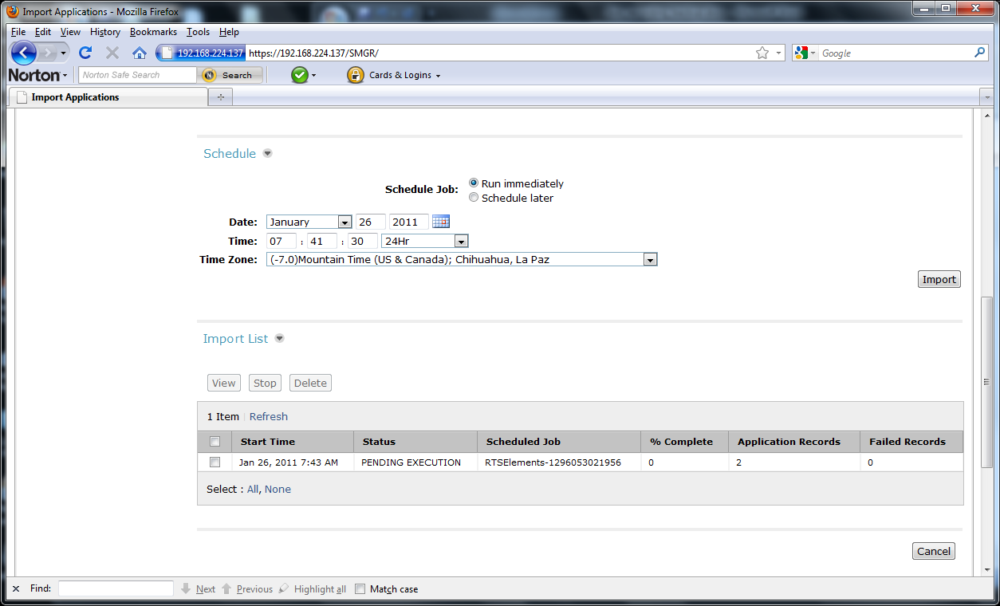 Import Applications - Mozilla Firefox
File Edit View History Bookmarks Tools Help
192.168.224.137 https://192.168.224.137/SMGR/ Google
Norton Norton Safe Search N Search Cards & Logins
Import Applications
Schedule
Schedule Job: Run immediately
Schedule later
Date: January 26 2011
Time: 07 : 41 : 30 24Hr
Time Zone: (-7.0)Mountain Time (US & Canada); Chihuahua, La Paz
Import
Import List
View Stop Delete
1 Item | Refresh
Start Time Status Scheduled Job % Complete Application Records Failed Records
Jan 26, 2011 7:43 AM PENDING EXECUTION RTSElements-1296053021956 0 2 0
Select : All, None
Cancel
Find: Next Previous Highlight all Match case